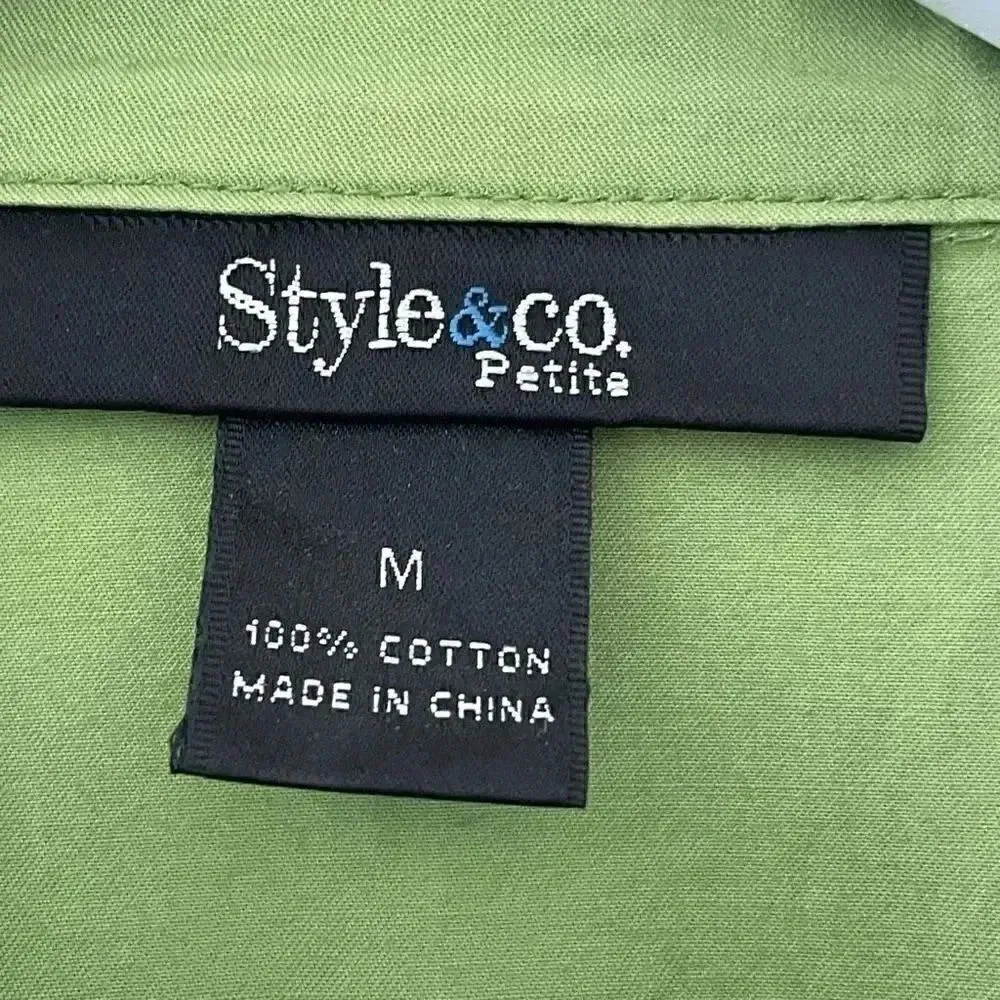 Style&co.
Petite
M
100% COTTON
MADE IN CHINA